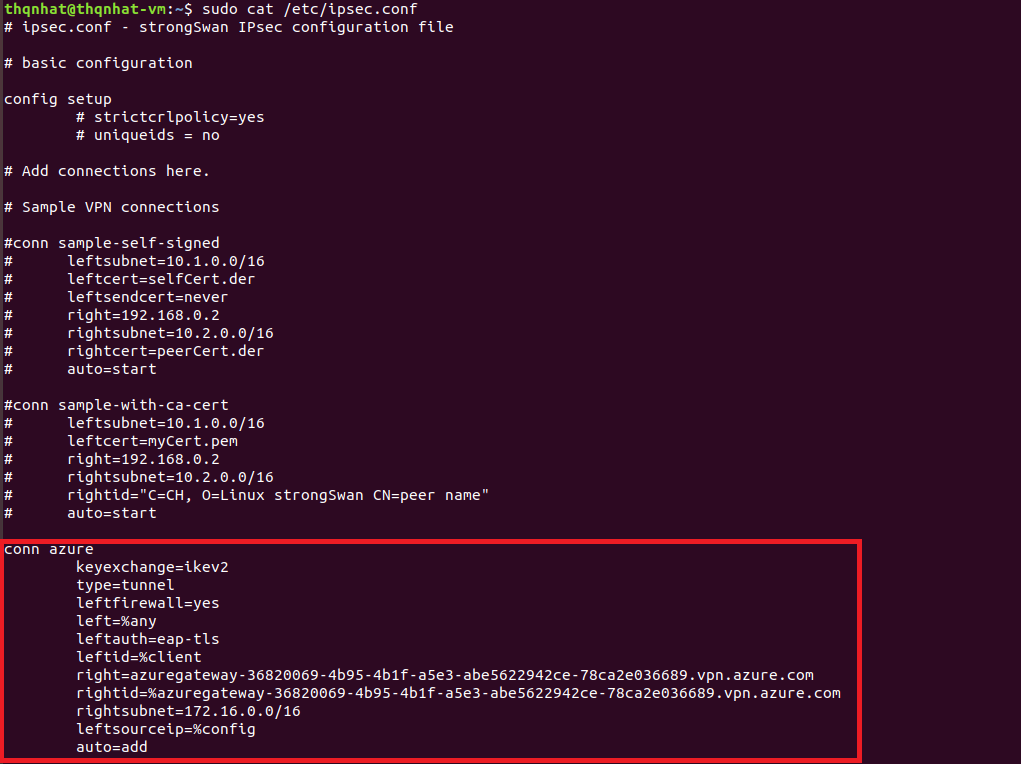 thqnhat@thqnhat-vm:~$ sudo cat /etc/ipsec.conf
# ipsec.conf - strongSwan IPsec configuration file
# basic configuration
config setup
# strictcrlpolicy=yes
# uniqueids = no
# Add connections here.
# Sample VPN connections
#conn sample-self-signed
# leftsubnet=10.1.0.0/16
# leftcert=selfCert.der
# leftsendcert=never
# right=192.168.0.2
# rightsubnet=10.2.0.0/16
# rightcert=peerCert.der
# auto=start
#conn sample-with-ca-cert
# leftsubnet=10.1.0.0/16
# leftcert=myCert.pem
# right=192.168.0.2
# rightsubnet=10.2.0.0/16
# rightid="C=CH, O=Linux strongSwan CN=peer name"
# auto=start
conn azure
keyexchange=ikev2
type=tunnel
leftfirewall=yes
left=%any
leftauth=eap-tls
leftid=%client
right=azuregateway-36820069-4b95-4b1f-a5e3-abe5622942ce-78ca2e036689.vpn.azure.com
rightid=%azuregateway-36820069-4b95-4b1f-a5e3-abe5622942ce-78ca2e036689.vpn.azure.com
rightsubnet=172.16.0.0/16
leftsourceip=%config
auto=add